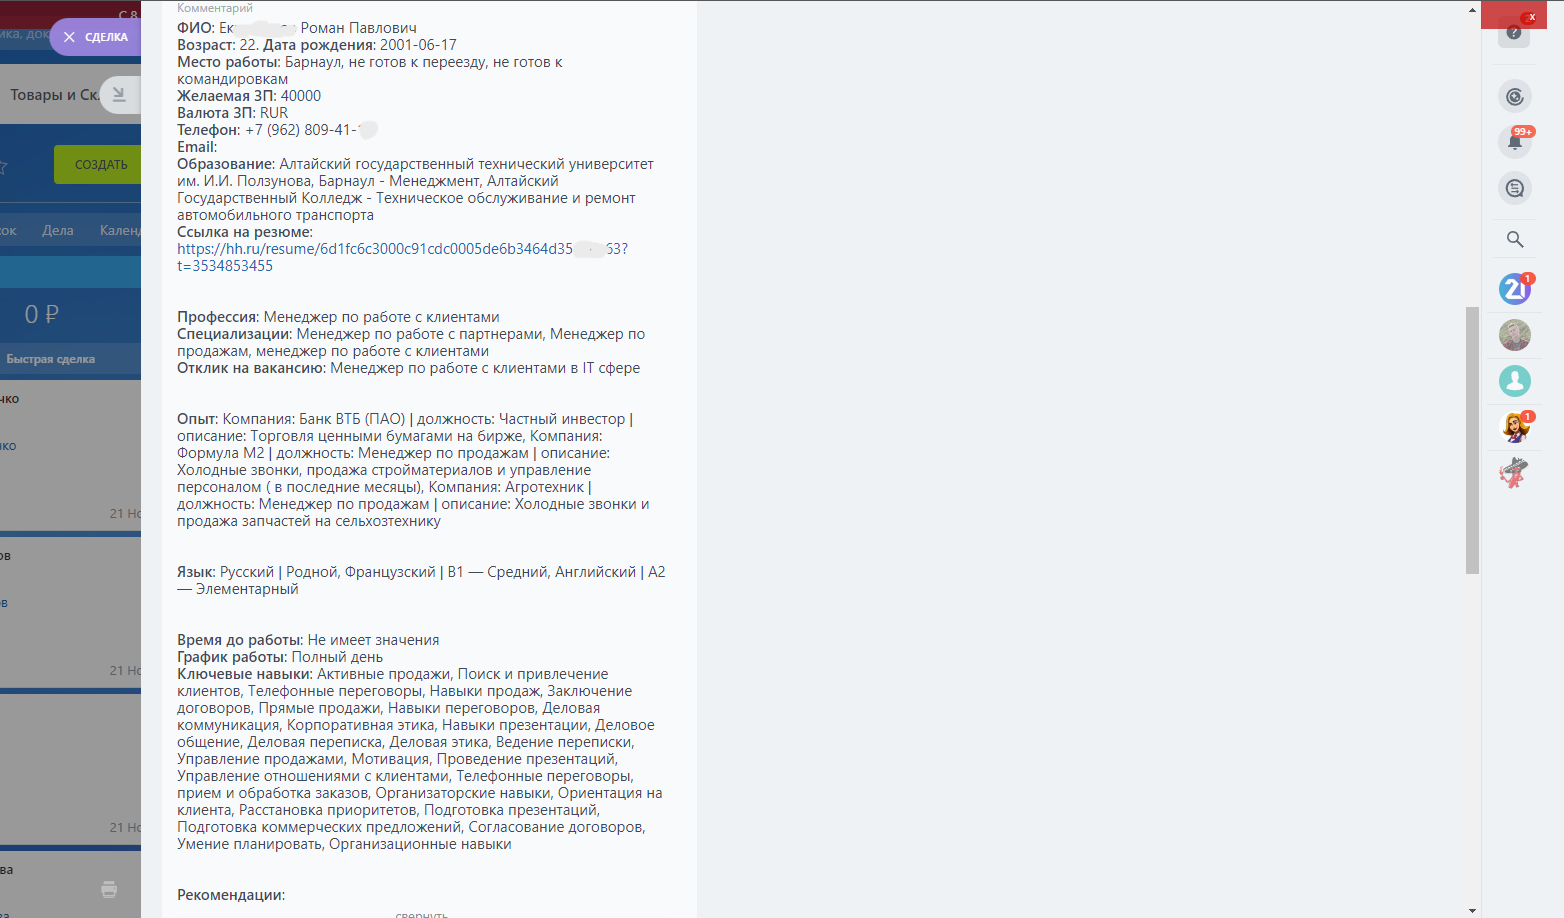 С 8
ика, док
СДЕЛКА
Товары и Ск
СОЗДАТЬ
Дела
Календ
0 ₽
Быстрая сделка
чко
нко
21 Но
ов
в
21 Но
21 Но
ва
ва
Комментарий
ФИО: Ек Роман Павлович
Возраст: 22. Дата рождения: 2001-06-17
Место работы: Барнаул, не готов к переезду, не готов к
командировкам
Желаемая ЗП: 40000
Валюта ЗП: RUR
Телефон: +7 (962) 809-41-
Email:
Образование: Алтайский государственный технический университет
им. И.И. Ползунова, Барнаул - Менеджмент, Алтайский
Государственный Колледж - Техническое обслуживание и ремонт
автомобильного транспорта
Ссылка на резюме:
https://hh.ru/resume/6d1fc6c3000c91cdc0005de6b3464d35 63?
t=3534853455
Профессия: Менеджер по работе с клиентами
Специализации: Менеджер по работе с партнерами, Менеджер по
продажам, менеджер по работе с клиентами
Отклик на вакансию: Менеджер по работе с клиентами в IT сфере
Опыт: Компания: Банк ВТБ (ПАО) | должность: Частный инвестор |
описание: Торговля ценными бумагами на бирже, Компания:
Формула М2 | должность: Менеджер по продажам | описание:
Холодные звонки, продажа стройматериалов и управление
персоналом ( в последние месяцы), Компания: Агротехник |
должность: Менеджер по продажам | описание: Холодные звонки и
продажа запчастей на сельхозтехнику
Язык: Русский | Родной, Французский | B1 — Средний, Английский | A2
— Элементарный
Время до работы: Не имеет значения
График работы: Полный день
Ключевые навыки: Активные продажи, Поиск и привлечение
клиентов, Телефонные переговоры, Навыки продаж, Заключение
договоров, Прямые продажи, Навыки переговоров, Деловая
коммуникация, Корпоративная этика, Навыки презентации, Деловое
общение, Деловая переписка, Деловая этика, Ведение переписки,
Управление продажами, Мотивация, Проведение презентаций,
Управление отношениями с клиентами, Телефонные переговоры,
прием и обработка заказов, Организаторские навыки, Ориентация на
клиента, Расстановка приоритетов, Подготовка презентаций,
Подготовка коммерческих предложений, Согласование договоров,
Умение планировать, Организационные навыки
Рекомендации:
свернуть
x
?
99+
21
1
1